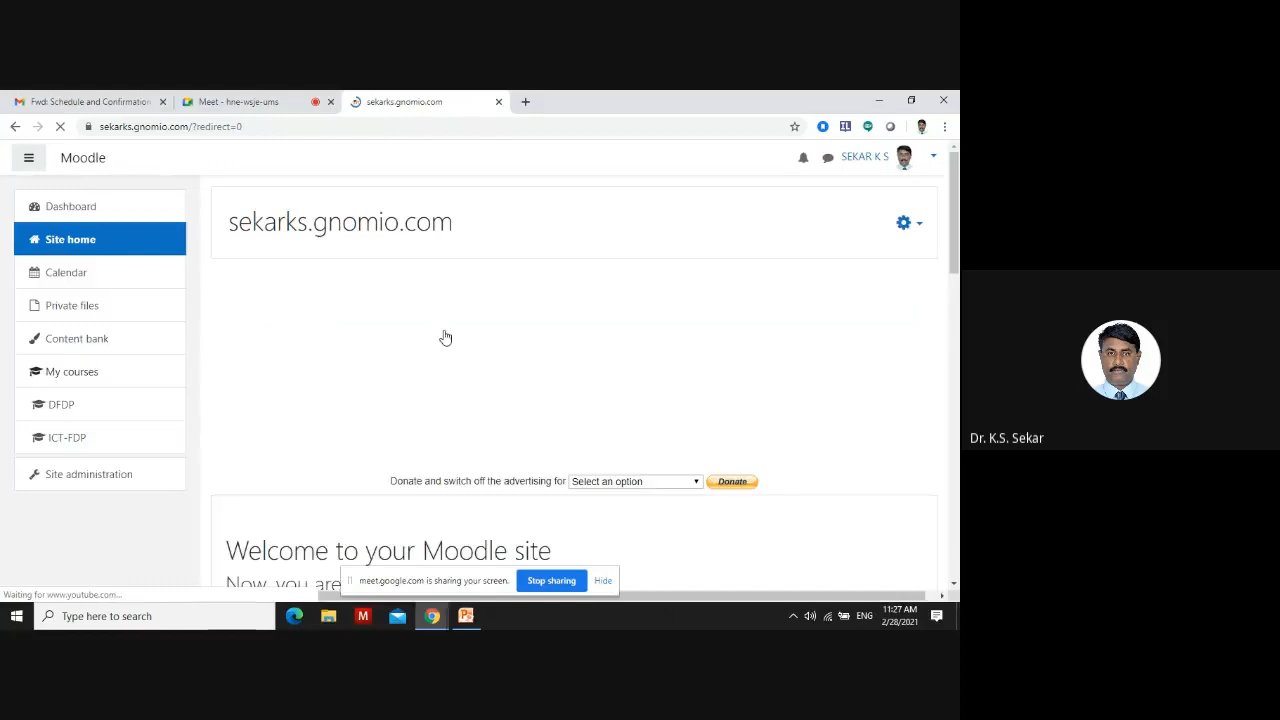 Fwd: Schedule and Confirmation
Meet - hne-wsje-ums
sekarks.gnomio.com
sekarks.gnomio.com/?redirect=0
Moodle
SEKAR K S
Dashboard
Site home
Calendar
Private files
Content bank
My courses
DFDP
ICT-FDP
Site administration
sekarks.gnomio.com
Donate and switch off the advertising for
Select an option
Donate
Welcome to your Moodle site
Now, you are
meet.google.com is sharing your screen.
Stop sharing
Hide
Waiting for www.youtube.com...
Type here to search
ENG
11:27 AM
2/28/2021
Dr. K.S. Sekar